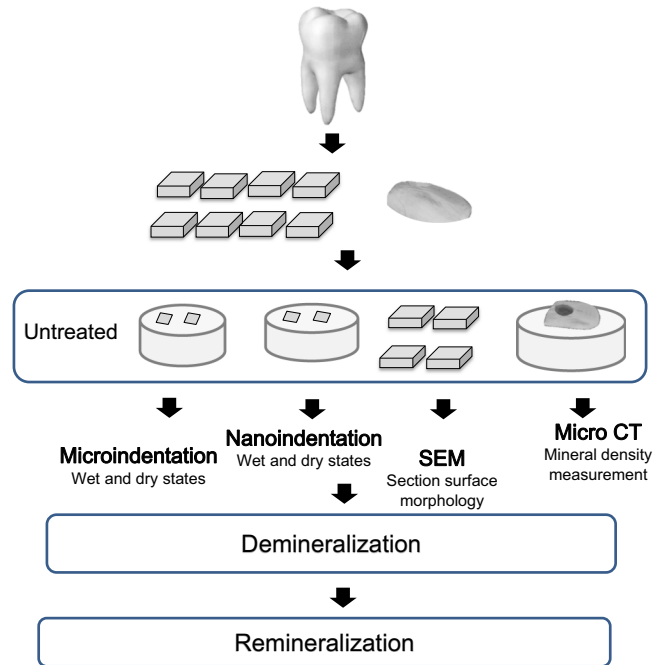 Untreated
Microindentation
Wet and dry states
Nanoindentation
Wet and dry states
SEM
Section surface
morphology
Micro CT
Mineral density
measurement
Demineralization
Remineralization